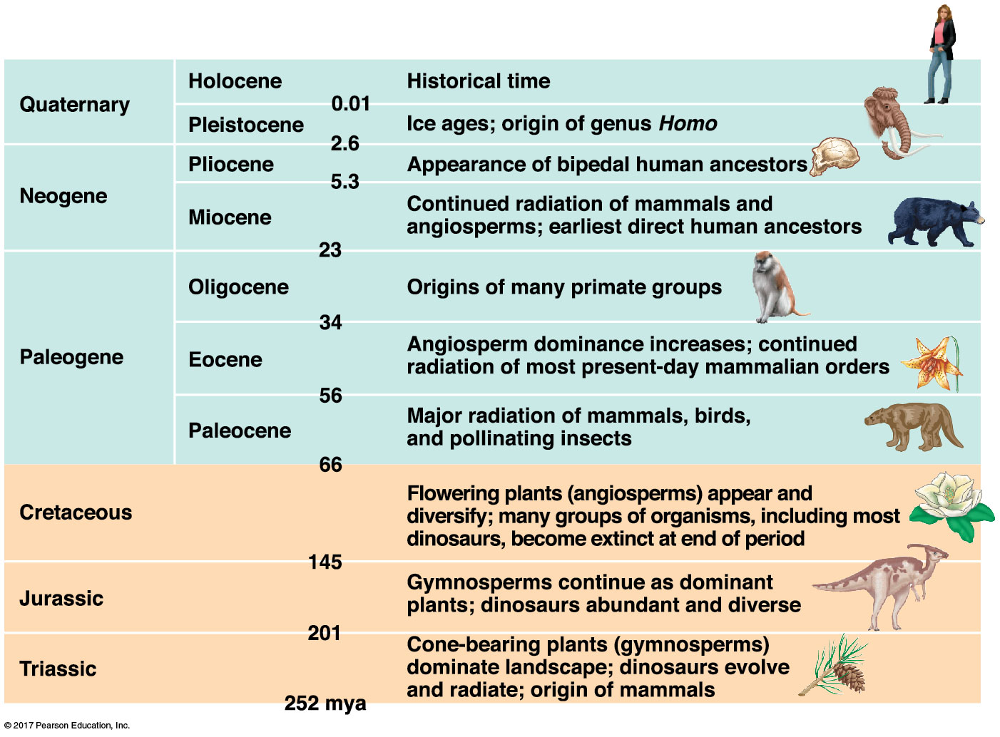 Quaternary
Holocene
Historical time
0.01
Pleistocene
Ice ages; origin of genus Homo
2.6
Neogene
Pliocene
Appearance of bipedal human ancestors
5.3
Miocene
Continued radiation of mammals and
angiosperms; earliest direct human ancestors
23
Paleogene
Oligocene
Origins of many primate groups
34
Eocene
Angiosperm dominance increases; continued
radiation of most present-day mammalian orders
56
Paleocene
Major radiation of mammals, birds,
and pollinating insects
66
Cretaceous
Flowering plants (angiosperms) appear and
diversify; many groups of organisms, including most
dinosaurs, become extinct at end of period
145
Jurassic
Gymnosperms continue as dominant
plants; dinosaurs abundant and diverse
201
Triassic
Cone-bearing plants (gymnosperms)
dominate landscape; dinosaurs evolve
and radiate; origin of mammals
252 mya
© 2017 Pearson Education, Inc.